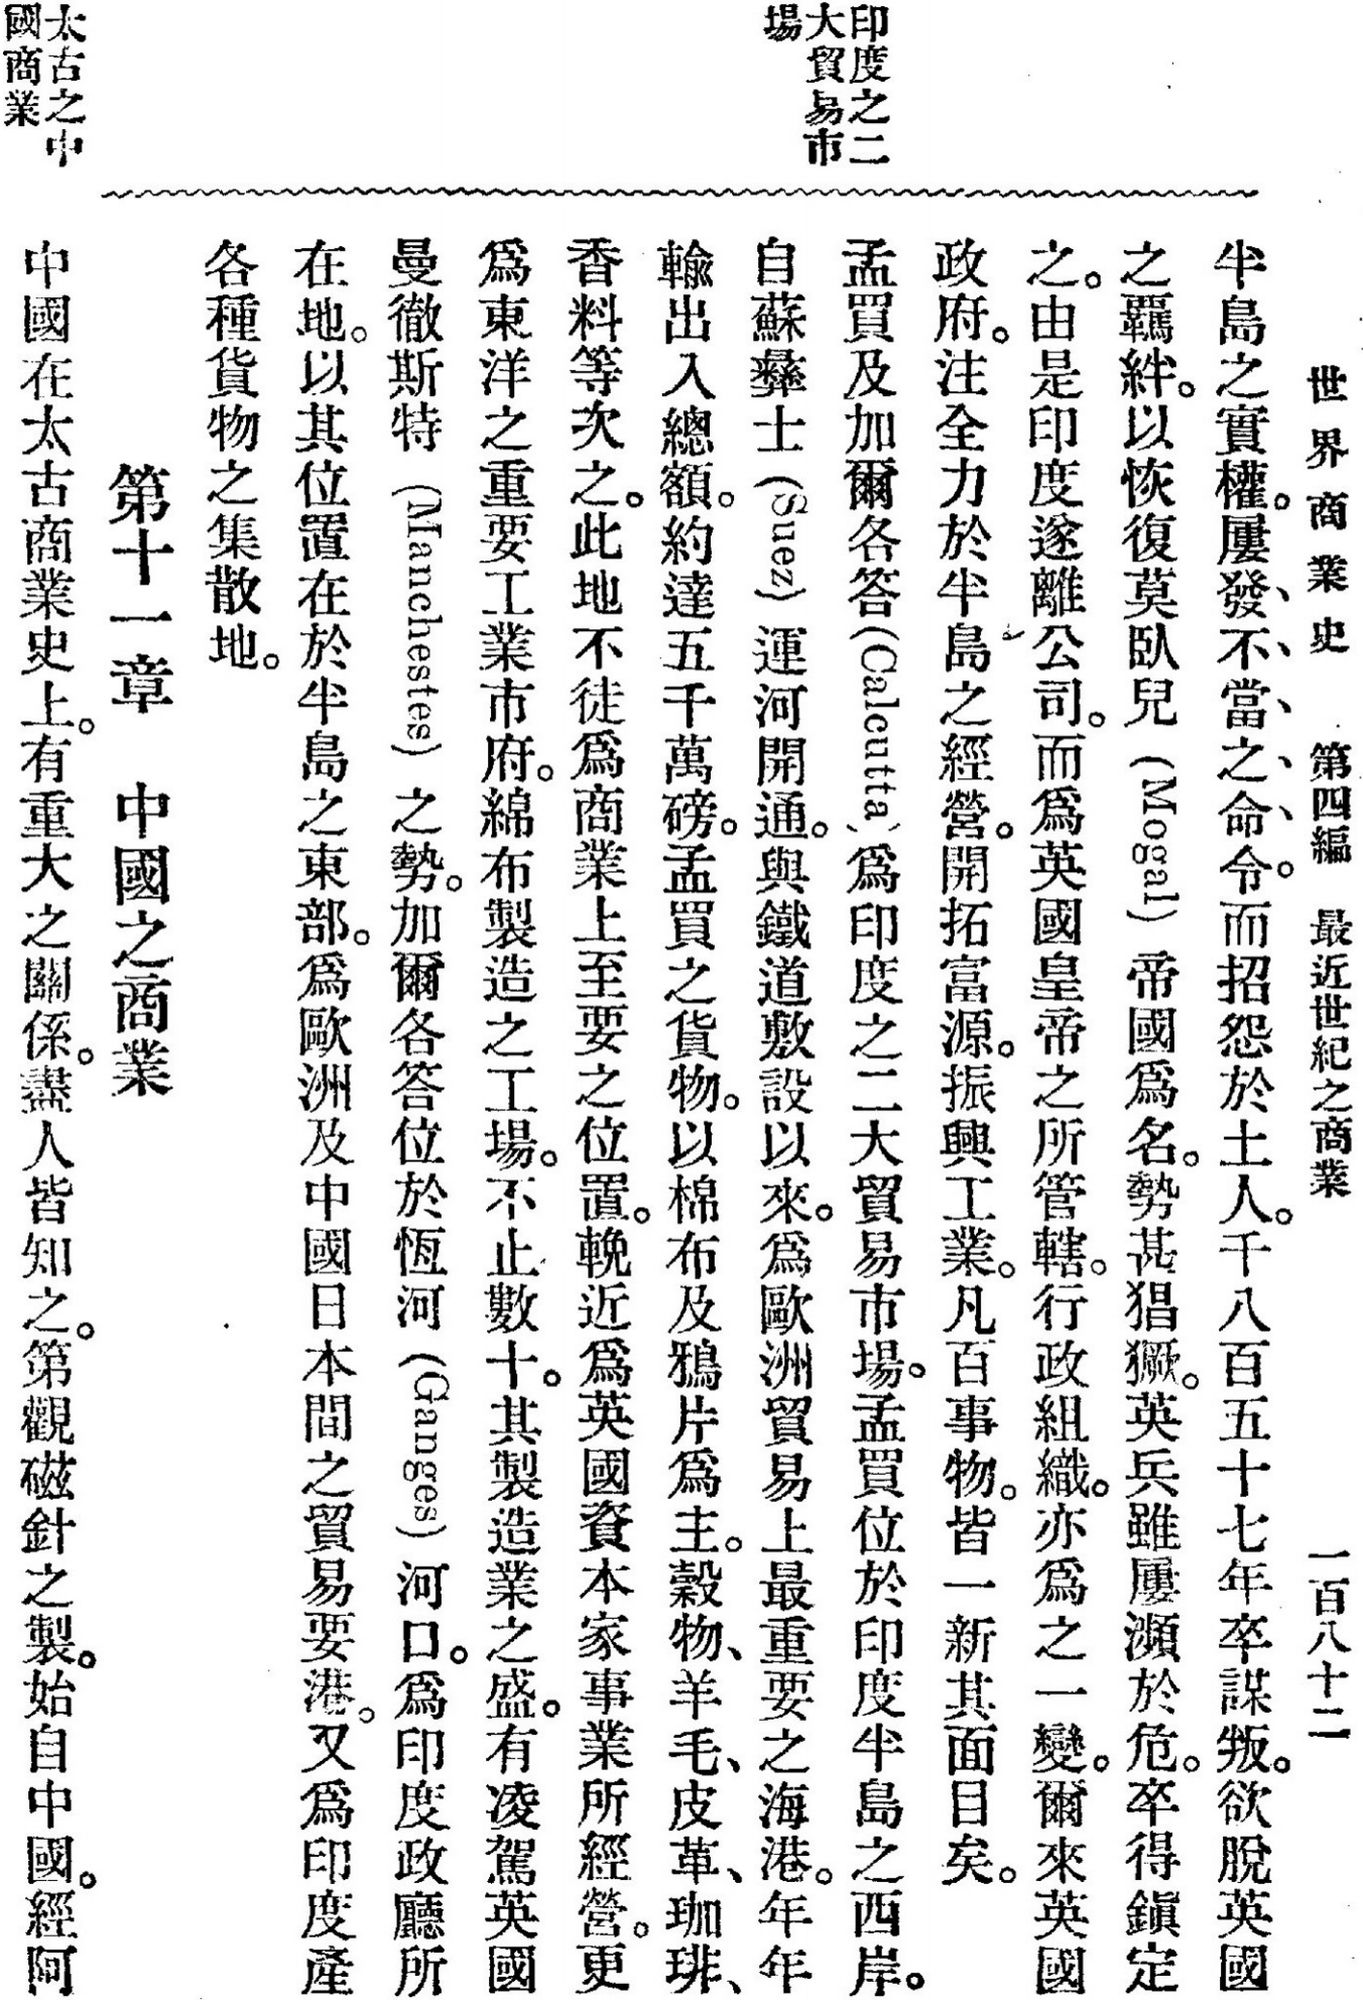 世界商業史　第四編　最近世紀之商業　一百八十二
半島之實權。屢發不當之命令。而招怨於土人。千八百五十七年卒謀叛。欲脫英國
之羈絆。以恢復莫臥兒（Mogal）帝國爲名。勢甚猖獗。英兵雖屢瀕於危。卒得鎭定
之。由是印度遂離公司。而爲英國皇帝之所管轄。行政組織。亦爲之一變。爾來英國
政府。注全力於半島之經營。開拓富源。振興工業。凡百事物。皆一新其面目矣。
印度之二
大貿易市
場
孟買及加爾各答（Calcutta）爲印度之二大貿易市場。孟買位於印度半島之西岸。
自蘇彝士（Suez）運河開通。與鐵道敷設以來。爲歐洲貿易上最重要之海港。年年
輸出入總額。約達五千萬磅。孟買之貨物。以棉布及鴉片爲主。穀物、羊毛、皮革、珈琲、
香料等次之。此地不徒爲商業上至要之位置。輓近爲英國資本家事業所經營。更
爲東洋之重要工業市府。綿布製造之工場。不止數十。其製造業之盛。有凌駕英國
曼徹斯特（Manchestes）之勢。加爾各答位於恆河（Ganges）河口。爲印度政廳所
在地。以其位置在於半島之東部。爲歐洲及中國日本間之貿易要港。又爲印度產
各種貨物之集散地。
第十一章　中國之商業
太古之中
國商業
中國在太古商業史上。有重大之關係。盡人皆知之。第觀磁針之製。始自中國。經阿